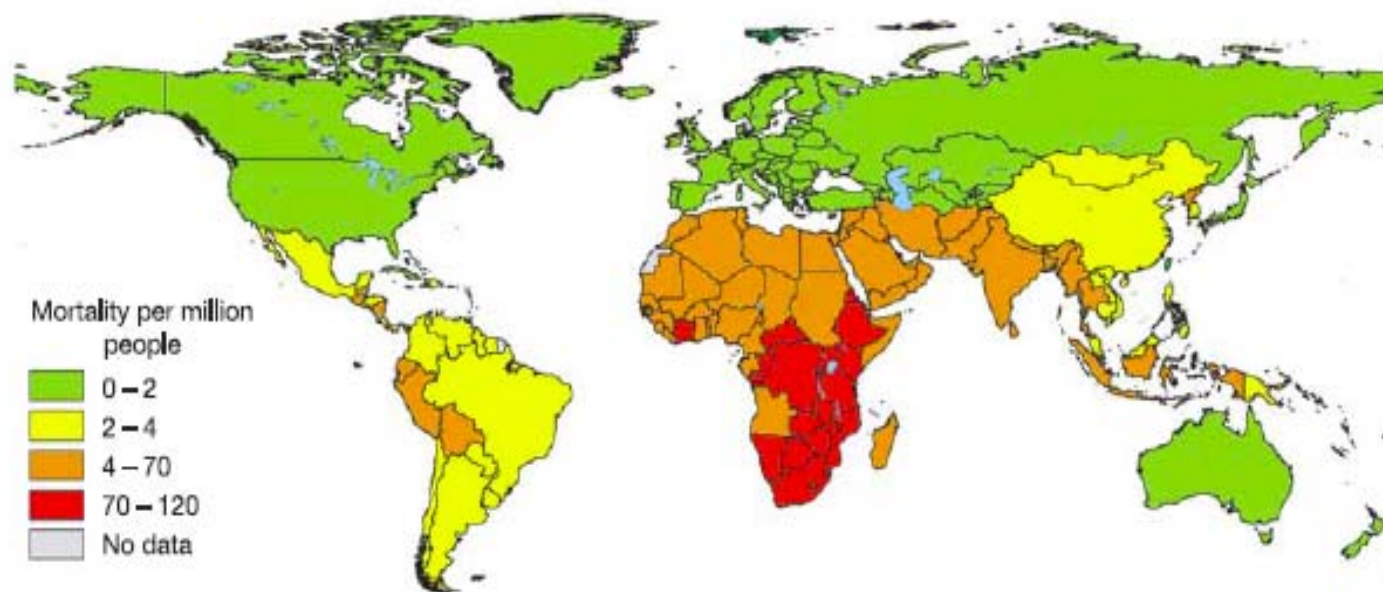 Mortality per million
people
0–2
2–4
4–70
70–120
No data